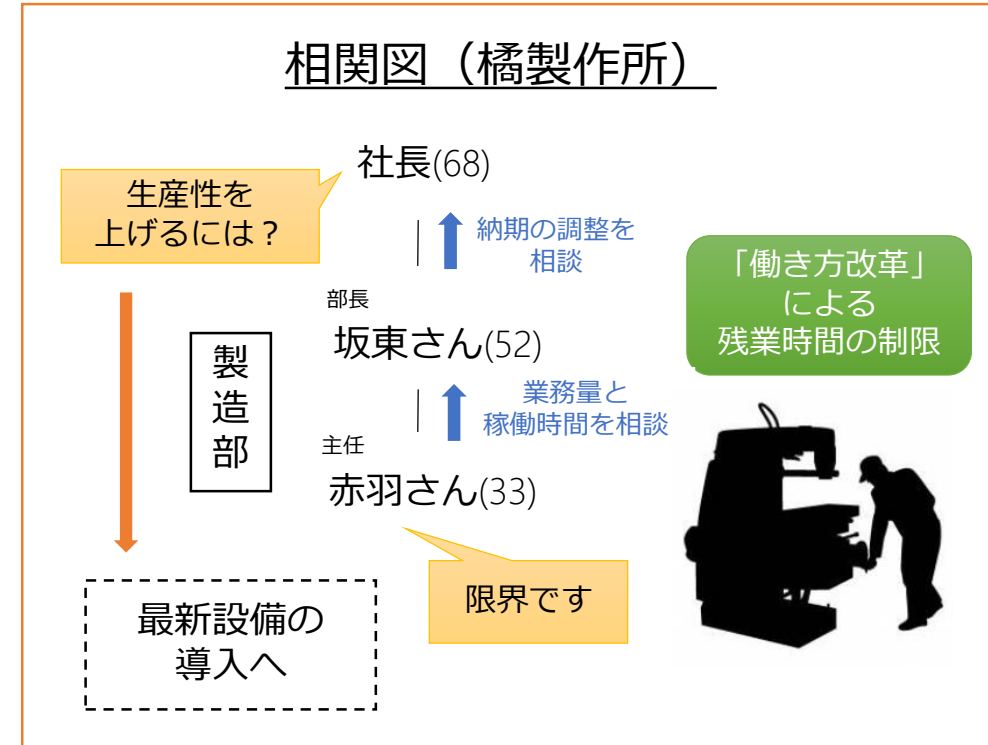 相関図（橘製作所）
社長(68)
生産性を
上げるには？
納期の調整を
相談
「働き方改革」
による
残業時間の制限
部長
坂東さん(52)
製
造
部
業務量と
稼働時間を相談
主任
赤羽さん(33)
限界です
最新設備の
導入へ